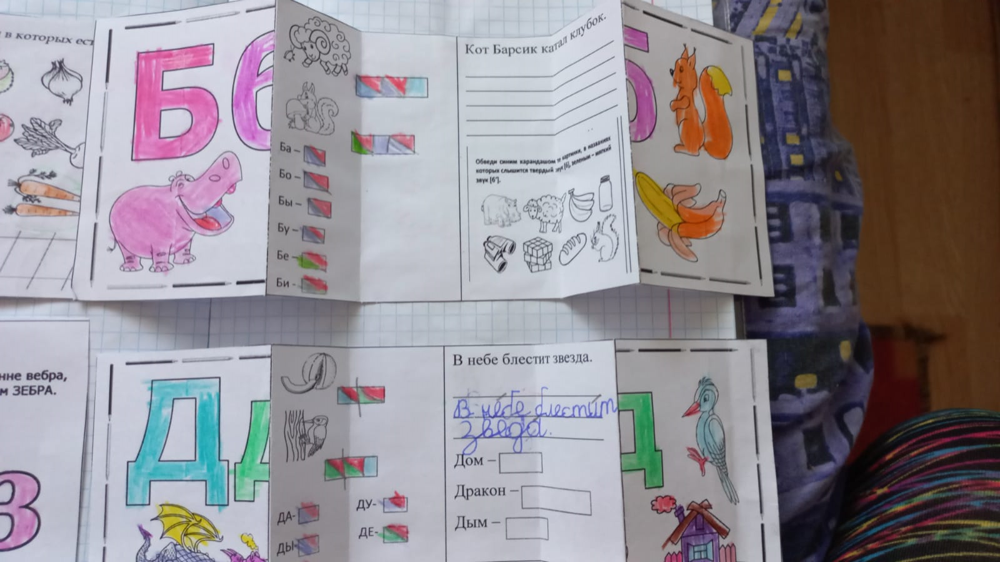 в которых ест
Бб
Ба –
Бо –
Бы –
Бу –
Бе –
Би -
Кот Барсик катал клубок.
Обведи синим карандашом те картинки, в названиях
которых слышится твердый звук [б], зеленым – мягкий
звук [б'].
б
нне вебра,
м ЗЕБРА.
З
Дд
ДА-
ДЫ-
ДУ-
ДЕ-
В небе блестит звезда.
В небе блестит
звезда.
Дом –
Дракон –
Дым –
д